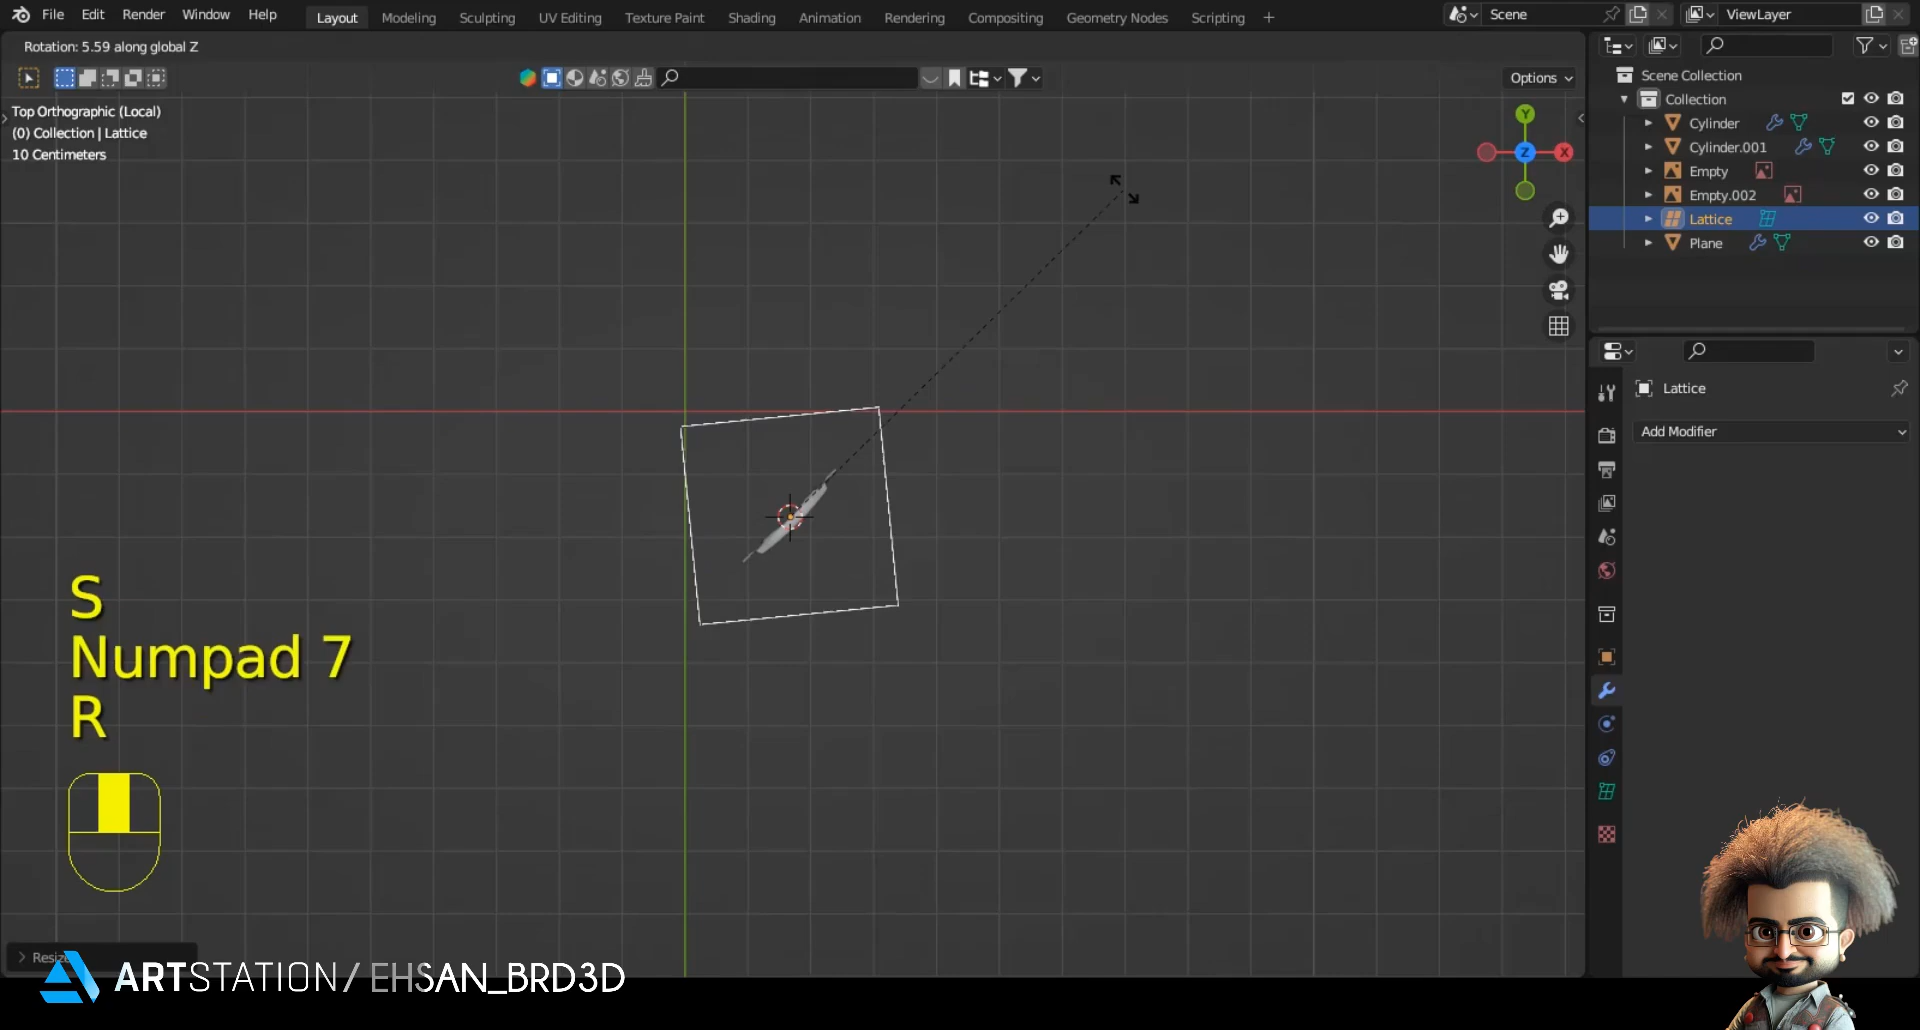 File Edit Render Window Help Layout Modeling Sculpting UV Editing Texture Paint Shading Animation Rendering Compositing Geometry Nodes Scripting + Scene ViewLayer
Rotation: 5.59 along global Z
Options
Top Orthographic (Local)
(0) Collection | Lattice
10 Centimeters
Y
Z
X
Scene Collection
Collection
Cylinder
Cylinder.001
Empty
Empty.002
Lattice
Plane
Lattice
Add Modifier
S
Numpad 7
R
ARTSTATION/EHSAN_BRD3D